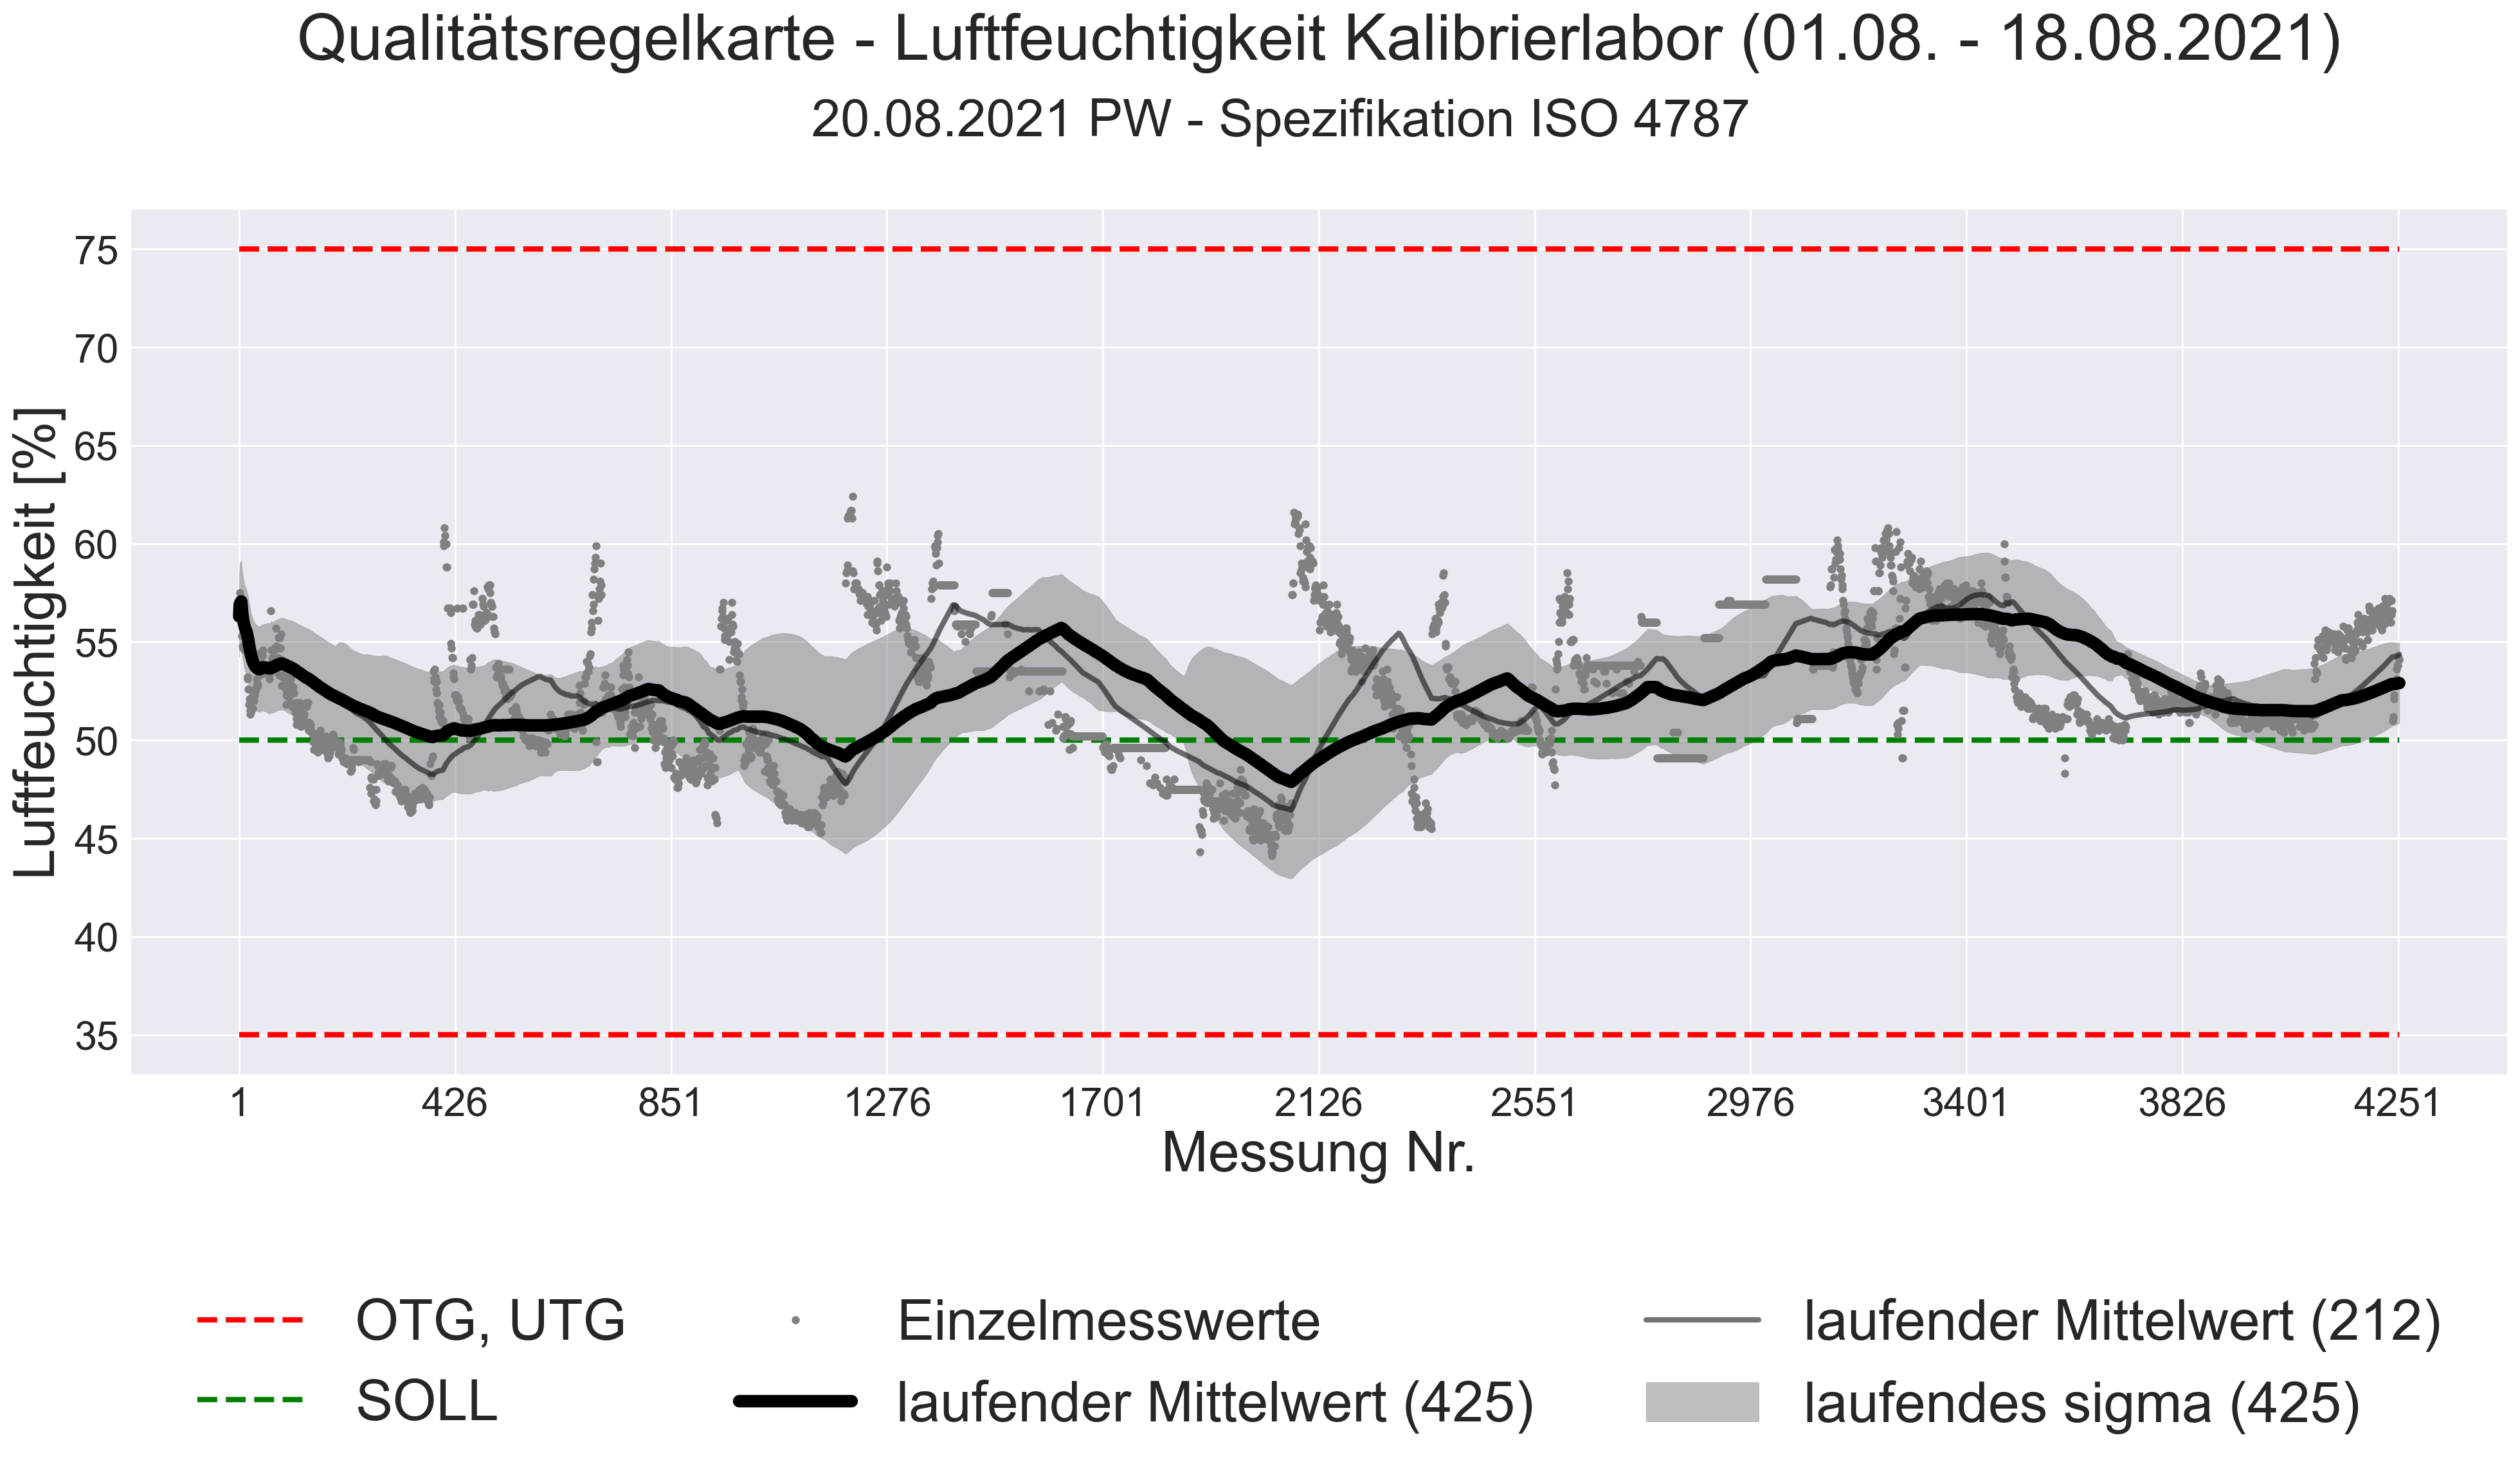 Qualitätsregelkarte - Luftfeuchtigkeit Kalibrierlabor (01.08. - 18.08.2021)
20.08.2021 PW - Spezifikation ISO 4787
Luftfeuchtigkeit [%]
75
70
65
60
55
50
45
40
35
1 426 851 1276 1701 2126 2551 2976 3401 3826 4251
Messung Nr.
OTG, UTG Einzelmesswerte laufender Mittelwert (212)
SOLL laufender Mittelwert (425) laufendes sigma (425)